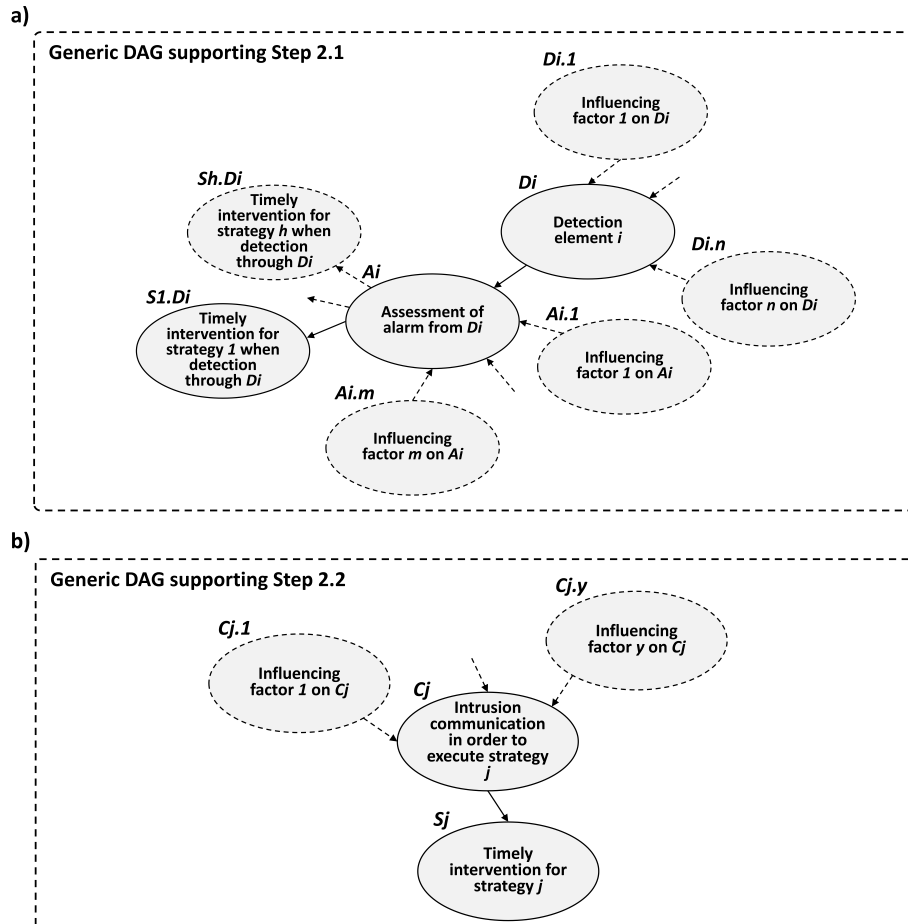 a)
Generic DAG supporting Step 2.1
Di.1
Influencing
factor 1 on Di
Sh.Di
Timely
intervention for
strategy h when
detection
through Di
Di
Detection
element i
Di.n
Influencing
factor n on Di
Ai
Assessment of
alarm from Di
S1.Di
Timely
intervention for
strategy 1 when
detection
through Di
Ai.1
Influencing
factor 1 on Ai
Ai.m
Influencing
factor m on Ai
b)
Generic DAG supporting Step 2.2
Cj.y
Influencing
factor y on Cj
Cj.1
Influencing
factor 1 on Cj
Cj
Intrusion
communication
in order to
execute strategy
j
Sj
Timely
intervention for
strategy j